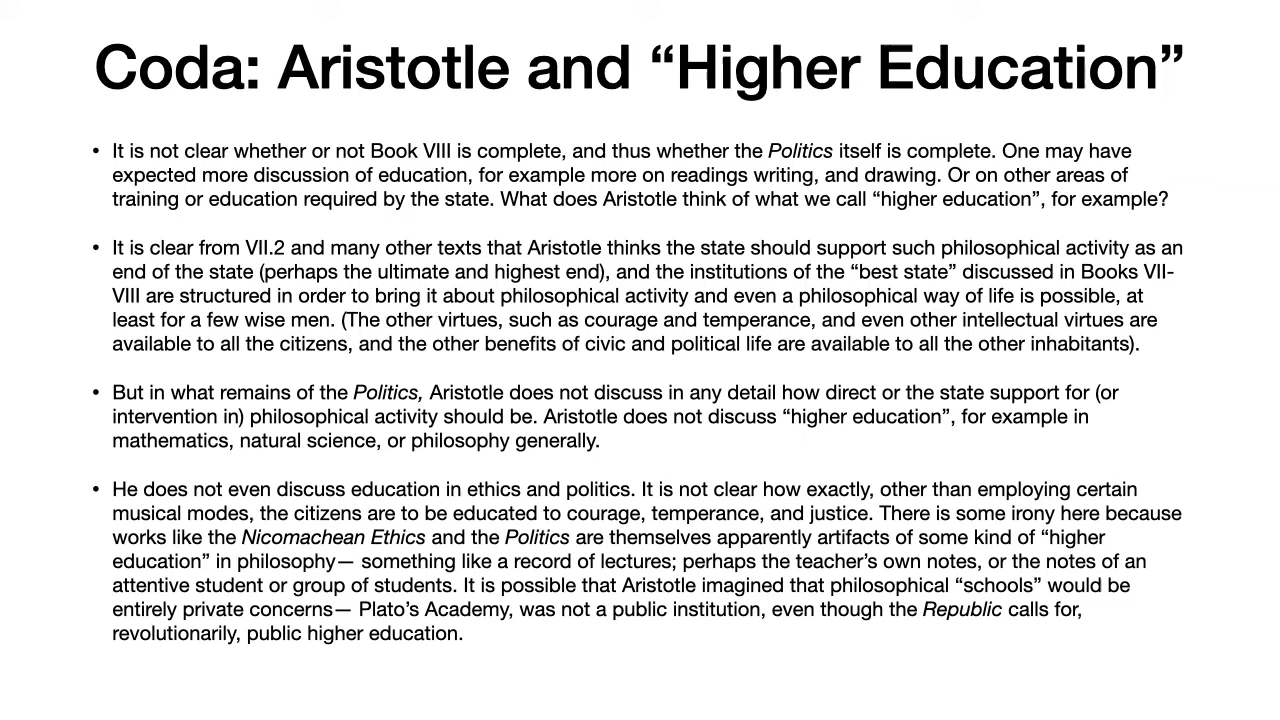 Coda: Aristotle and “Higher Education”
• It is not clear whether or not Book VIII is complete, and thus whether the Politics itself is complete. One may have
expected more discussion of education, for example more on readings writing, and drawing. Or on other areas of
training or education required by the state. What does Aristotle think of what we call “higher education”, for example?
• It is clear from VII.2 and many other texts that Aristotle thinks the state should support such philosophical activity as an
end of the state (perhaps the ultimate and highest end), and the institutions of the “best state” discussed in Books VII-
VIII are structured in order to bring it about philosophical activity and even a philosophical way of life is possible, at
least for a few wise men. (The other virtues, such as courage and temperance, and even other intellectual virtues are
available to all the citizens, and the other benefits of civic and political life are available to all the other inhabitants).
• But in what remains of the Politics, Aristotle does not discuss in any detail how direct or the state support for (or
intervention in) philosophical activity should be. Aristotle does not discuss “higher education”, for example in
mathematics, natural science, or philosophy generally.
• He does not even discuss education in ethics and politics. It is not clear how exactly, other than employing certain
musical modes, the citizens are to be educated to courage, temperance, and justice. There is some irony here because
works like the Nicomachean Ethics and the Politics are themselves apparently artifacts of some kind of “higher
education” in philosophy— something like a record of lectures; perhaps the teacher’s own notes, or the notes of an
attentive student or group of students. It is possible that Aristotle imagined that philosophical “schools” would be
entirely private concerns— Plato’s Academy, was not a public institution, even though the Republic calls for,
revolutionarily, public higher education.